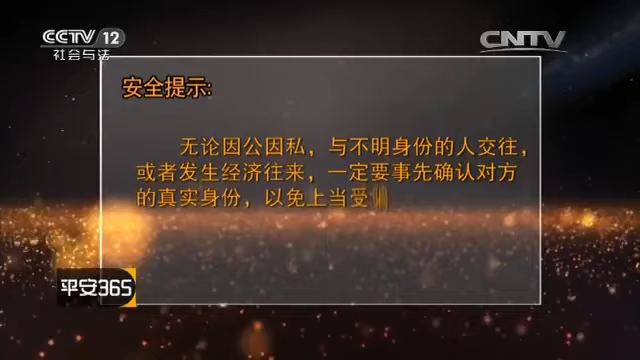 CCTV 12
社会与法
CNTV
安全提示:
无论因公因私，与不明身份的人交往，
或者发生经济往来，一定要事先确认对方
的真实身份，以免上当受
平安365